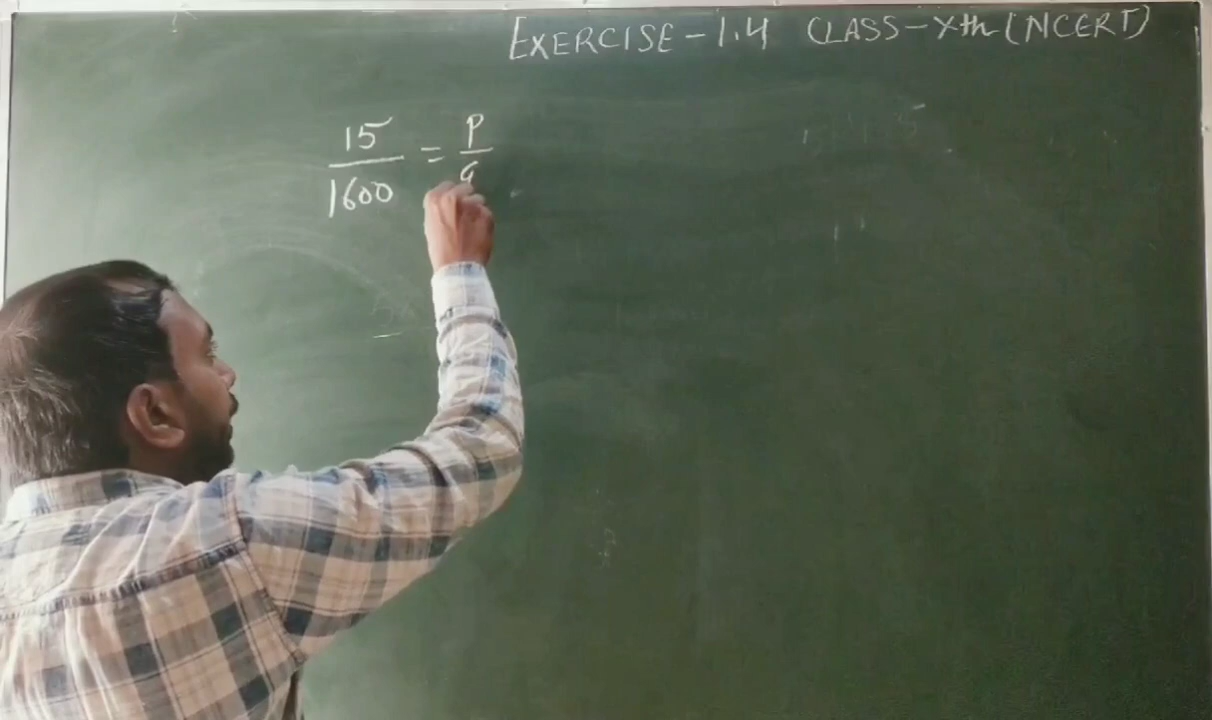 EXERCISE-1.4 CLASS-Xth (NCERT)
15/1600 = P/q